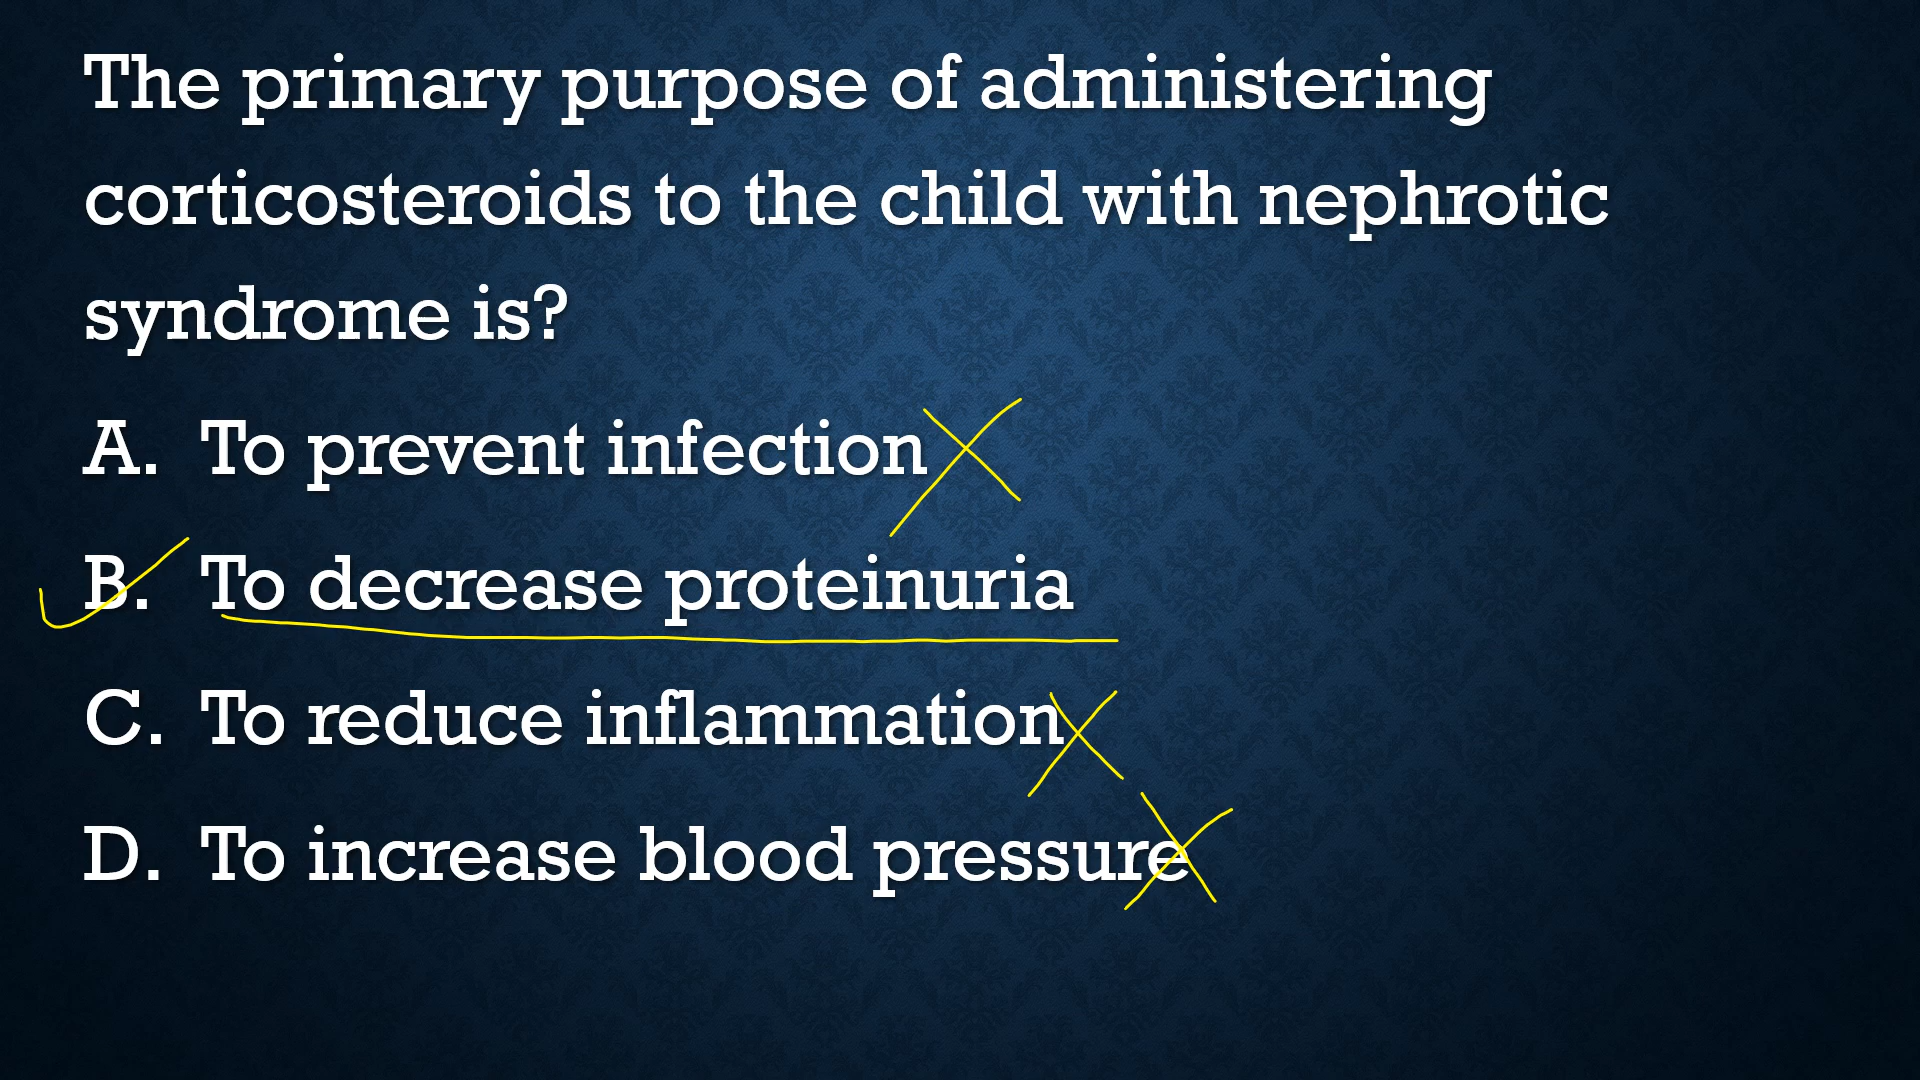 The primary purpose of administering
corticosteroids to the child with nephrotic
syndrome is?
A. To prevent infection
B. To decrease proteinuria
C. To reduce inflammation
D. To increase blood pressure